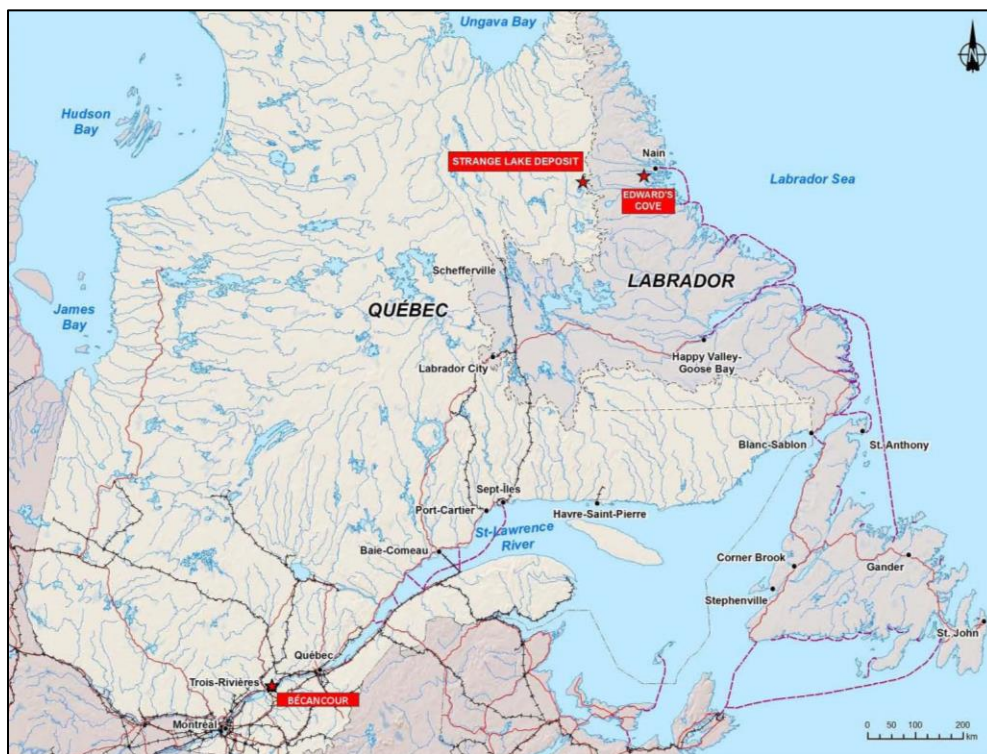 Ungava Bay
Hudson
Bay
Nain
STRANGE LAKE DEPOSIT
Labrador Sea
EDWARD'S
COVE
Schefferville
LABRADOR
QUÉBEC
James
Bay
Happy Valley-
Goose Bay
Labrador City
Blanc-Sablon
St. Anthony
Sept-Îles
Port-Cartier
Havre-Saint-Pierre
St-Lawrence
River
Baie-Comeau
Corner Brook
Gander
Stephenville
St. John
Québec
Trois-Rivières
BÉCANCOUR
Montréal
0 50 100 200
km